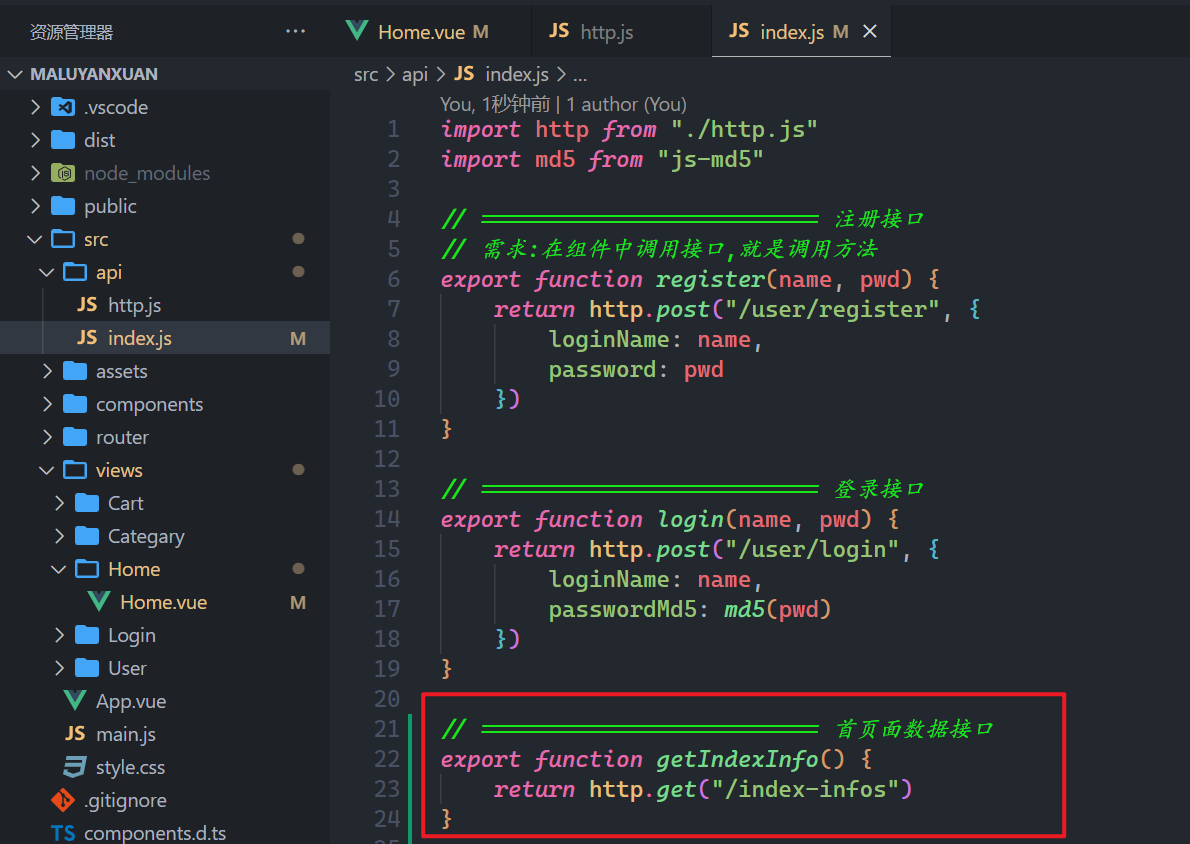 资源管理器 ···
Home.vue M
JS http.js
JS index.js M
MALUYANXUAN
src > api > JS index.js > ...
.vscode
dist
node_modules
public
src
api
JS http.js
JS index.js M
assets
components
router
views
Cart
Categary
Home
Home.vue M
Login
User
App.vue
JS main.js
style.css
.gitignore
TS components.d.ts
You, 1秒钟前 | 1 author (You)
1 import http from "./http.js"
2 import md5 from "js-md5"
3
4 // ========================= 注册接口
5 // 需求:在组件中调用接口,就是调用方法
6 export function register(name, pwd) {
7 return http.post("/user/register", {
8 loginName: name,
9 password: pwd
10 })
11 }
12
13 // ========================= 登录接口
14 export function login(name, pwd) {
15 return http.post("/user/login", {
16 loginName: name,
17 passwordMd5: md5(pwd)
18 })
19 }
20
21 // ========================= 首页面数据接口
22 export function getIndexInfo() {
23 return http.get("/index-infos")
24 }